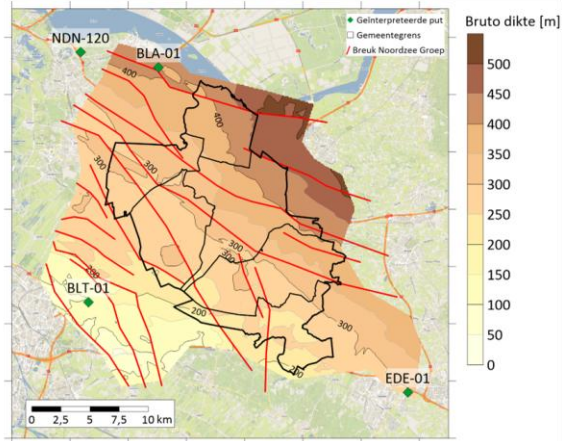 Bruto dikte [m]
NDN-120
BLA-01
Geïnterpreteerde put
Gemeentegrens
Breuk Noordzee Groep
400
400
300
300
300
300
200
200
300
200
BLT-01
EDE-01
500
450
400
350
300
250
200
150
100
50
0
0 2,5 5 7,5 10 km